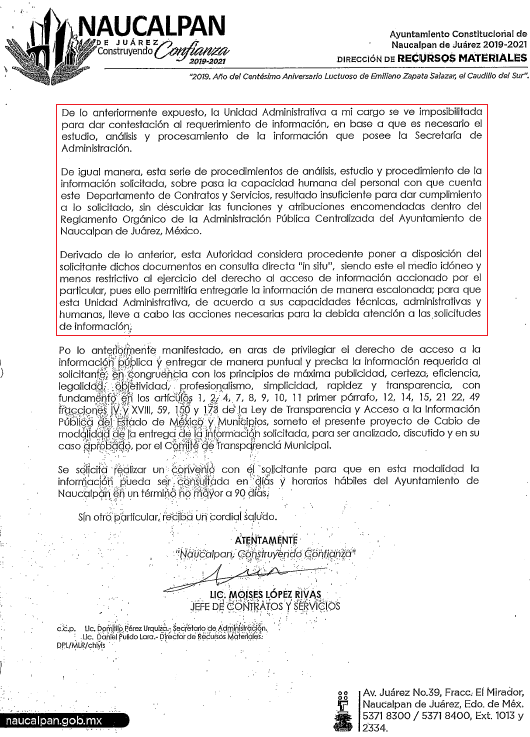 NAUCALPAN
DE JUÁREZ
Construyendo Confianza
2019-2021
Ayuntamiento Constitucional de
Naucalpan de Juárez 2019-2021
DIRECCIÓN DE RECURSOS MATERIALES
"2019. Año del Centésimo Aniversario Luctuoso de Emiliano Zapata Salazar, el Caudillo del Sur".
De lo anteriormente expuesto, la Unidad Administrativa a mi cargo se ve imposibilitada
para dar contestación al requerimiento de información, en base a que es necesario el
estudio, análisis y procesamiento de la información que posee la Secretaría de
Administración.
De igual manera, esta serie de procedimientos de análisis, estudio y procedimiento de la
información solicitada, sobre pasa la capacidad humana del personal con que cuenta
este Departamento de Contratos y Servicios, resultado insuficiente para dar cumplimiento
a lo solicitado, sin descuidar las funciones y atribuciones encomendadas dentro del
Reglamento Orgánico de la Administración Pública Centralizada del Ayuntamiento de
Naucalpan de Juárez, México.
Derivado de lo anterior, esta Autoridad considera procedente poner a disposición del
solicitante dichos documentos en consulta directa "in situ", siendo este el medio idóneo y
menos restrictivo al ejercicio del derecho al acceso de información accionado por el
particular, pues ello permitiría entregarle la información de manera escalonada; para que
esta Unidad Administrativa, de acuerdo a sus capacidades técnicas, administrativas y
humanas, lleve a cabo las acciones necesarias para la debida atención a las solicitudes
de información.
Po lo anteriormente manifestado, en aras de privilegiar el derecho de acceso a la
información pública y entregar de manera puntual y precisa la información requerida al
solicitante, en congruencia con los principios de máxima publicidad, certeza, eficiencia,
legalidad, objetividad, profesionalismo, simplicidad, rapidez y transparencia, con
fundamento en los artículos 1, 2, 4, 7, 8, 9, 10, 11 primer párrafo, 12, 14, 15, 21 22, 49
fracciones IV y XVIII, 59, 150 y 173 de la Ley de Transparencia y Acceso a la Información
Pública del Estado de México y Municipios, someto el presente proyecto de Cabio de
modalidad de la entrega de la información solicitada, para ser analizado, discutido y en su
caso aprobado, por el Comité de Transparencia Municipal.
Se solicita realizar un convenio con el solicitante para que en esta modalidad la
información pueda ser consultada en días y horarios hábiles del Ayuntamiento de
Naucalpan en un término no mayor a 90 días.
Sin otro particular, reciba un cordial saludo.
ATENTAMENTE
"Naucalpan, Construyendo Confianza"
LIC. MOISES LÓPEZ RIVAS
JEFE DE CONTRATOS Y SERVICIOS
c.c.p. Lic. Domitilo Pérez Urquiza.- Secretario de Administración.
Lic. Daniel Pulido Lara.- Director de Recursos Materiales.
DPL/MLR/chivis
naucalpan.gob.mx
Av. Juárez No.39, Fracc. El Mirador,
Naucalpan de Juárez, Edo. de Méx.
5371 8300 / 5371 8400, Ext. 1013 y
2334.